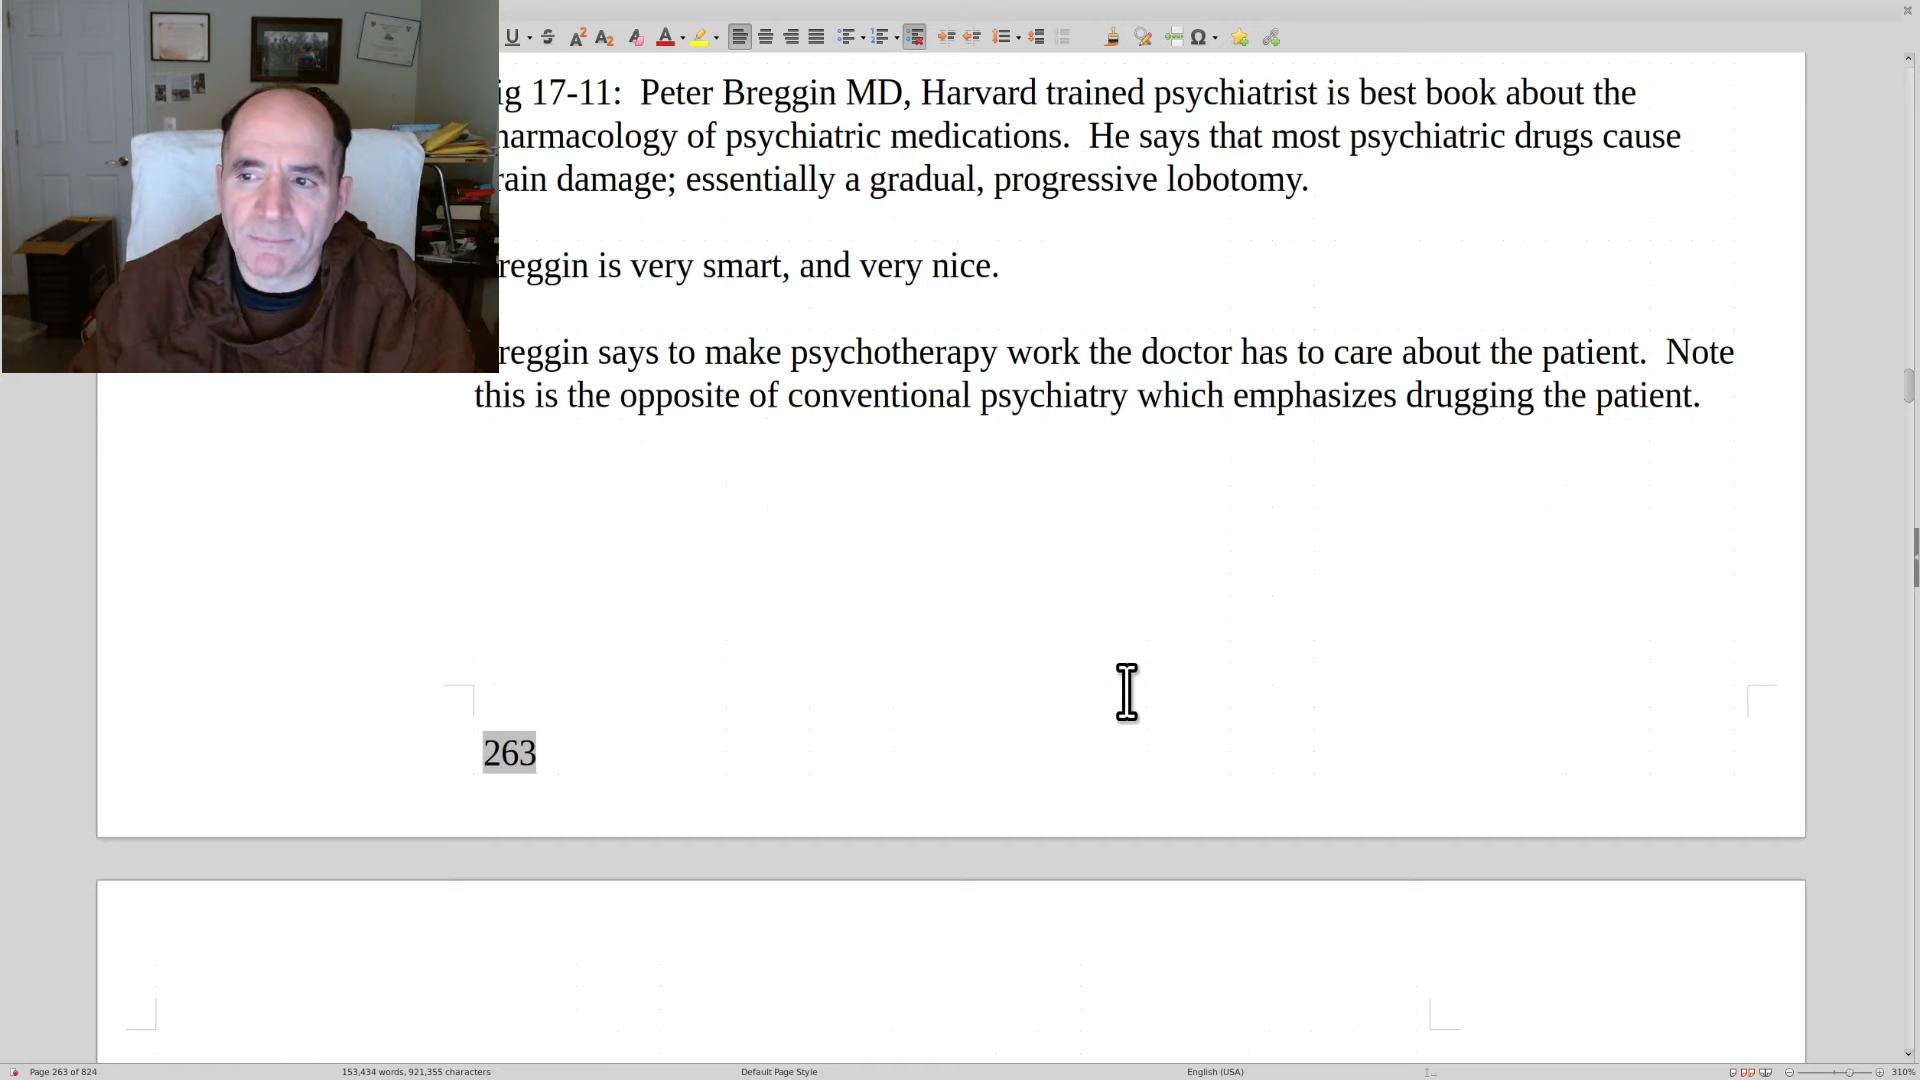 ig 17-11:  Peter Breggin MD, Harvard trained psychiatrist is best book about the
harmacology of psychiatric medications.  He says that most psychiatric drugs cause
rain damage; essentially a gradual, progressive lobotomy.
reggin is very smart, and very nice.
reggin says to make psychotherapy work the doctor has to care about the patient.  Note
this is the opposite of conventional psychiatry which emphasizes drugging the patient.
263
Page 263 of 824
153,434 words, 921,355 characters
Default Page Style
English (USA)
310%